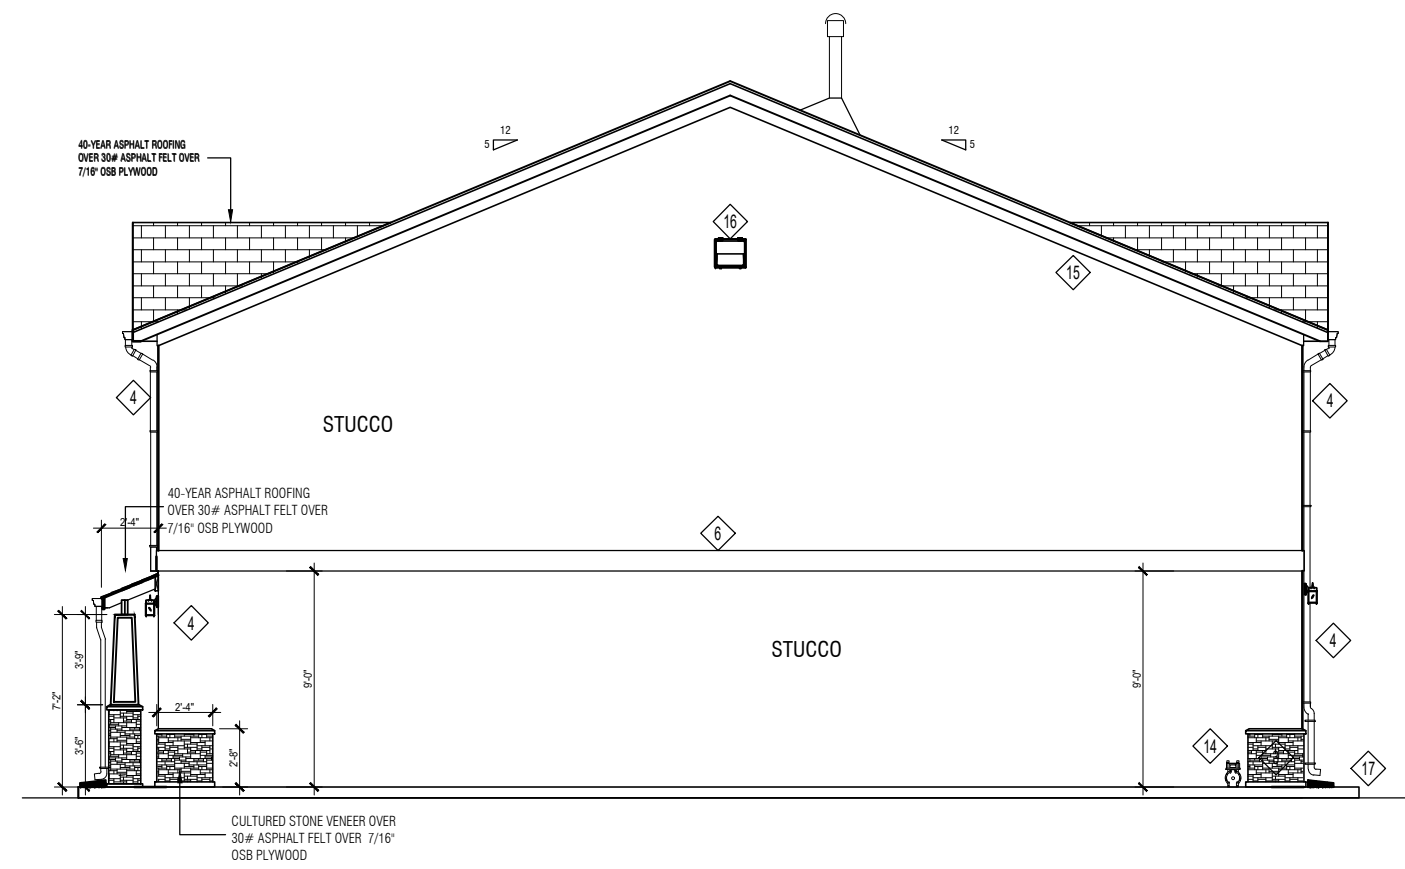 12
5
12
5
40-YEAR ASPHALT ROOFING
OVER 30# ASPHALT FELT OVER
7/16" OSB PLYWOOD
16
15
4
4
STUCCO
40-YEAR ASPHALT ROOFING
OVER 30# ASPHALT FELT OVER
7/16" OSB PLYWOOD
2'-4"
6
4
4
STUCCO
3'-9"
7'-2"
9'-0"
9'-0"
2'-4"
3'-6"
2'-8"
14
17
CULTURED STONE VENEER OVER
30# ASPHALT FELT OVER 7/16"
OSB PLYWOOD